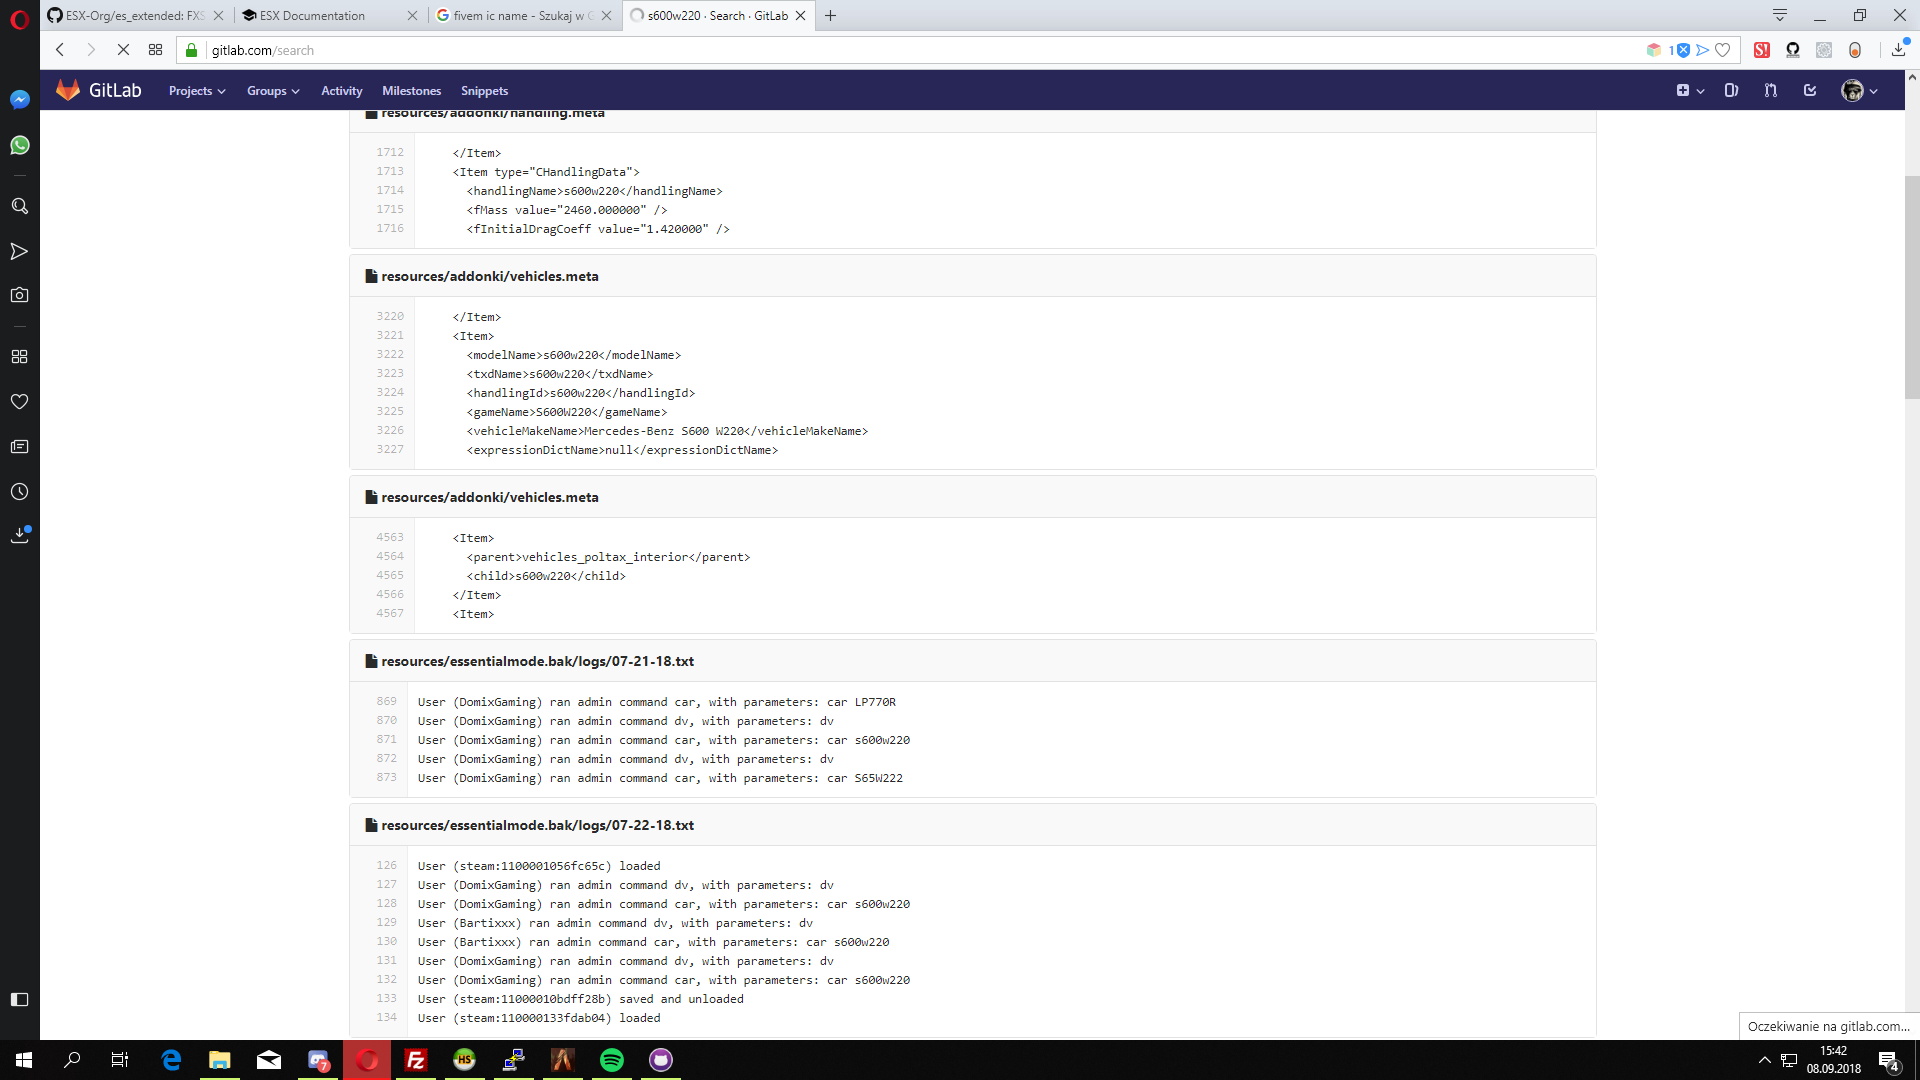 ESX-Org/es_extended: FXS
ESX Documentation
fivem ic name - Szukaj w G
s600w220 · Search · GitLab
gitlab.com/search
1
GitLab
Projects
Groups
Activity
Milestones
Snippets
resources/addonki/handling.meta
1712 </Item>
1713 <Item type="CHandlingData">
1714 <handlingName>s600w220</handlingName>
1715 <fMass value="2460.000000" />
1716 <fInitialDragCoeff value="1.420000" />
resources/addonki/vehicles.meta
3220 </Item>
3221 <Item>
3222 <modelName>s600w220</modelName>
3223 <txdName>s600w220</txdName>
3224 <handlingId>s600w220</handlingId>
3225 <gameName>S600W220</gameName>
3226 <vehicleMakeName>Mercedes-Benz S600 W220</vehicleMakeName>
3227 <expressionDictName>null</expressionDictName>
resources/addonki/vehicles.meta
4563 <Item>
4564 <parent>vehicles_poltax_interior</parent>
4565 <child>s600w220</child>
4566 </Item>
4567 <Item>
resources/essentialmode.bak/logs/07-21-18.txt
869 User (DomixGaming) ran admin command car, with parameters: car LP770R
870 User (DomixGaming) ran admin command dv, with parameters: dv
871 User (DomixGaming) ran admin command car, with parameters: car s600w220
872 User (DomixGaming) ran admin command dv, with parameters: dv
873 User (DomixGaming) ran admin command car, with parameters: car S65W222
resources/essentialmode.bak/logs/07-22-18.txt
126 User (steam:1100001056fc65c) loaded
127 User (DomixGaming) ran admin command dv, with parameters: dv
128 User (DomixGaming) ran admin command car, with parameters: car s600w220
129 User (Bartixxx) ran admin command dv, with parameters: dv
130 User (Bartixxx) ran admin command car, with parameters: car s600w220
131 User (DomixGaming) ran admin command dv, with parameters: dv
132 User (DomixGaming) ran admin command car, with parameters: car s600w220
133 User (steam:11000010bdff28b) saved and unloaded
134 User (steam:110000133fdab04) loaded
Oczekiwanie na gitlab.com...
7
HS
15:42
08.09.2018
4